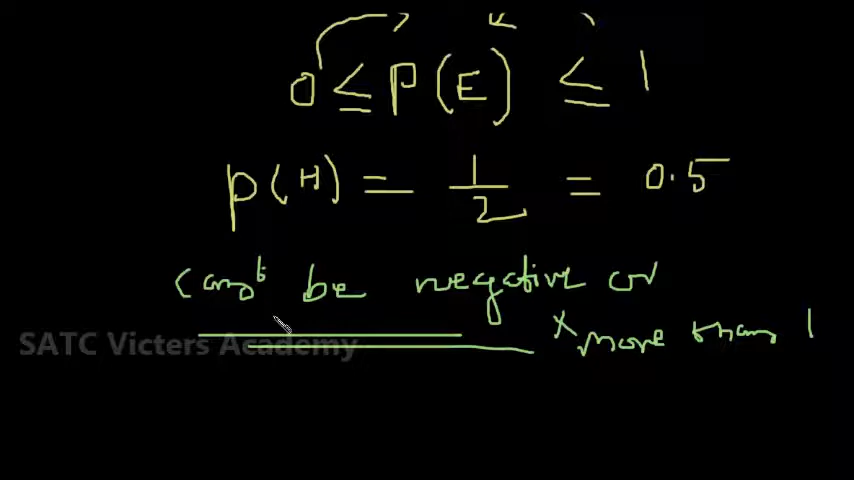 0 ≤ P(E) ≤ 1
P(H) = 1/2 = 0.5
can't be negative or
x more than 1
SATC Victers Academy